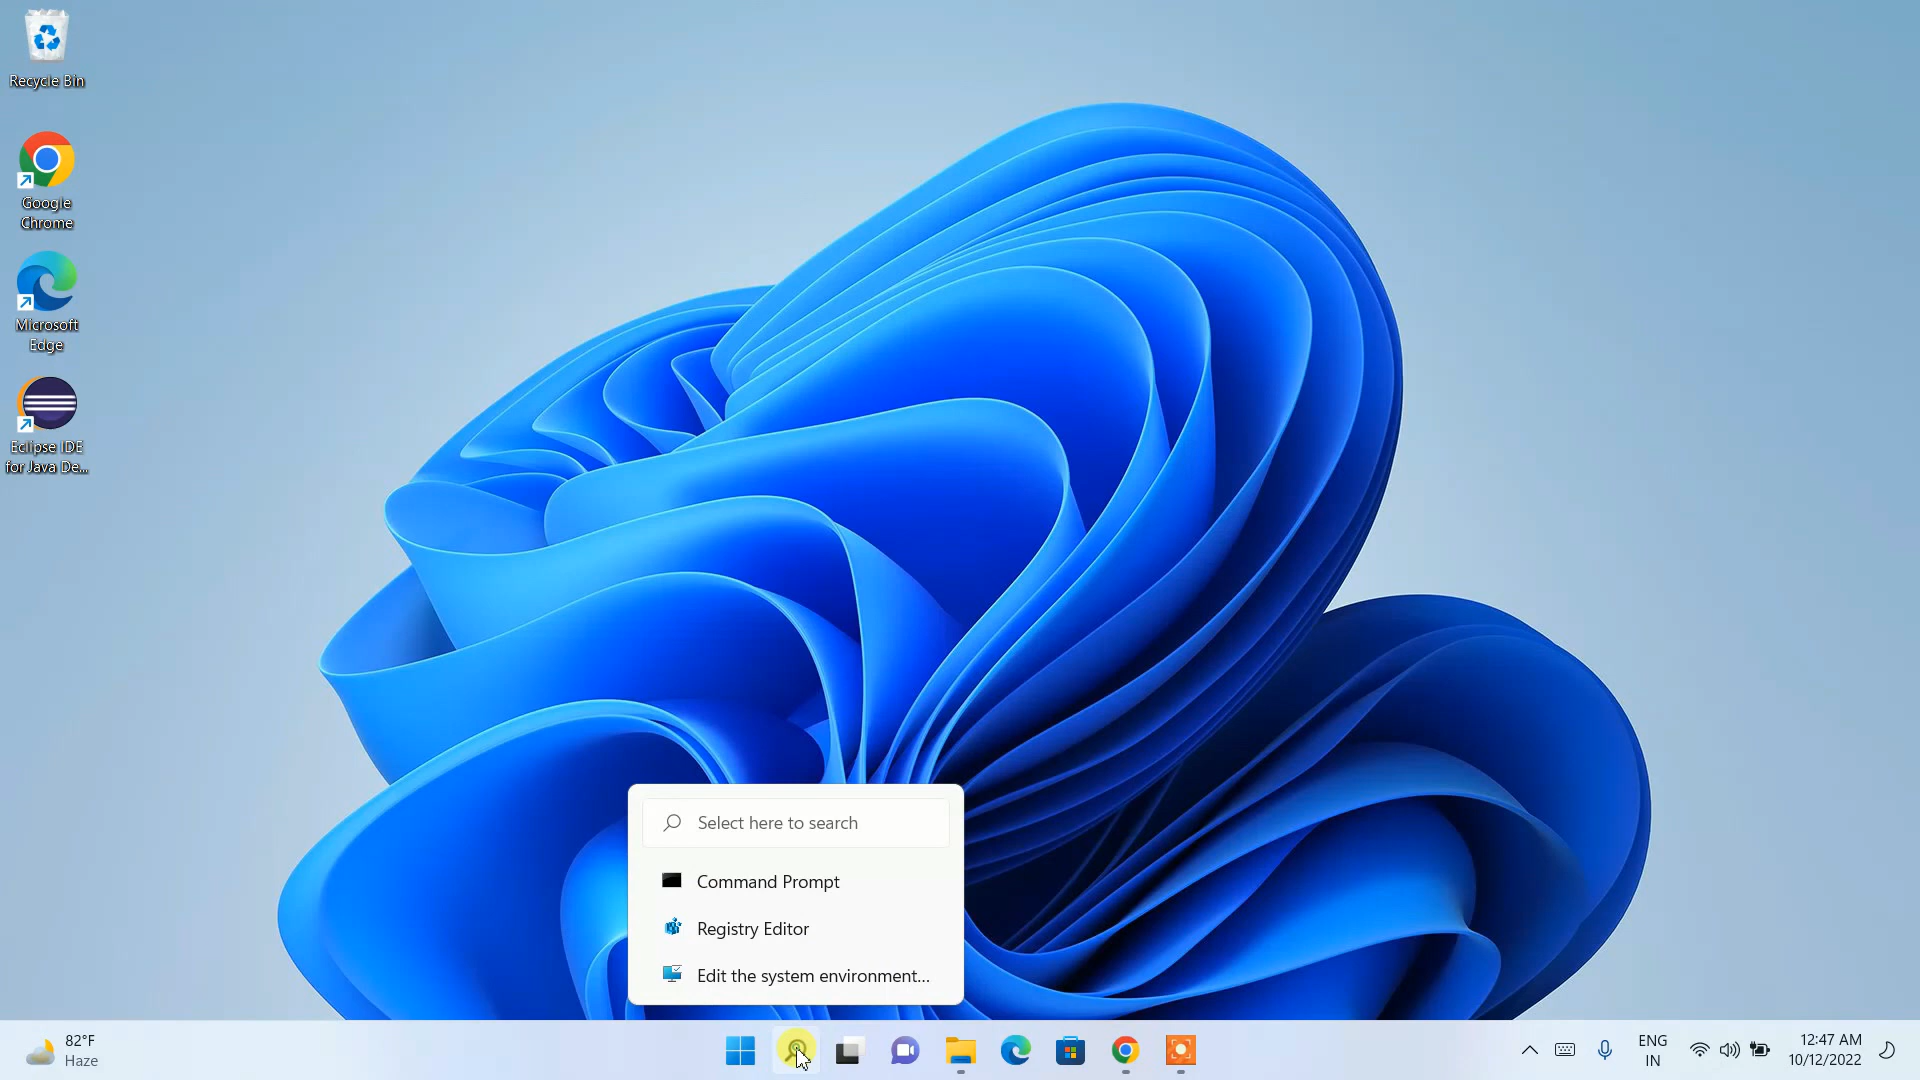 Recycle Bin
Google
Chrome
Microsoft
Edge
Eclipse IDE
for Java De...
Select here to search
Command Prompt
Registry Editor
Edit the system environment...
82°F
Haze
ENG
IN
12:47 AM
10/12/2022